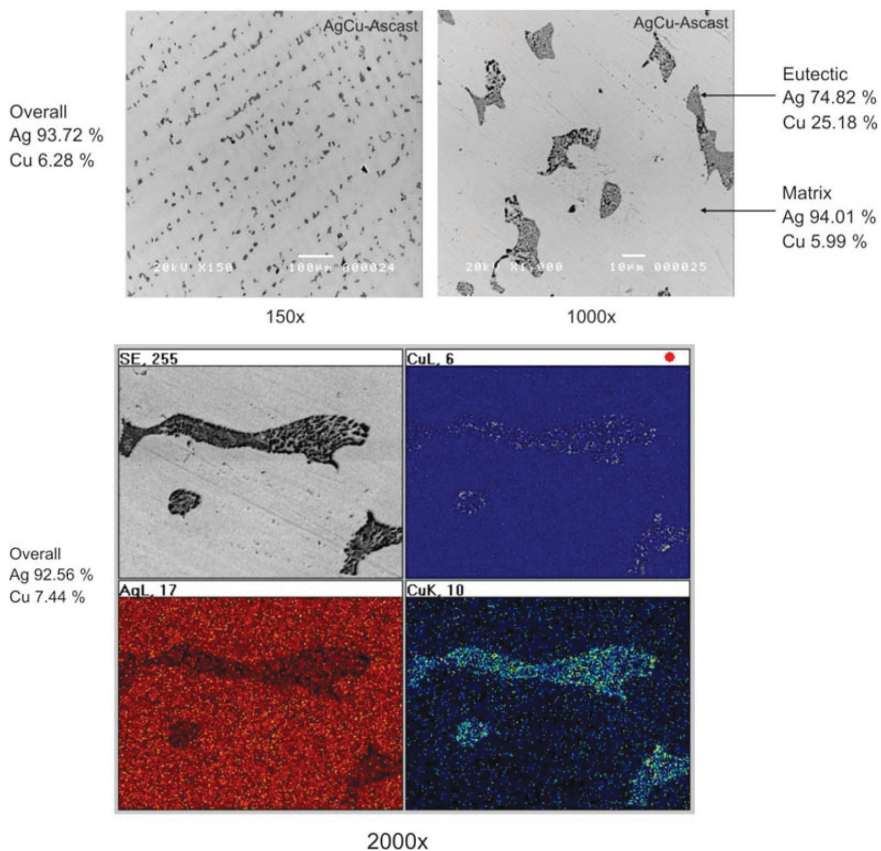 AgCu-Ascast
AgCu-Ascast
Overall
Ag 93.72 %
Cu 6.28 %
Eutectic
Ag 74.82 %
Cu 25.18 %
Matrix
Ag 94.01 %
Cu 5.99 %
20kV X150 100µm 000024
20kV X1,000 10µm 000025
150x
1000x
SE, 255
CuL, 6
Overall
Ag 92.56 %
Cu 7.44 %
AgL, 17
CuK, 10
2000x